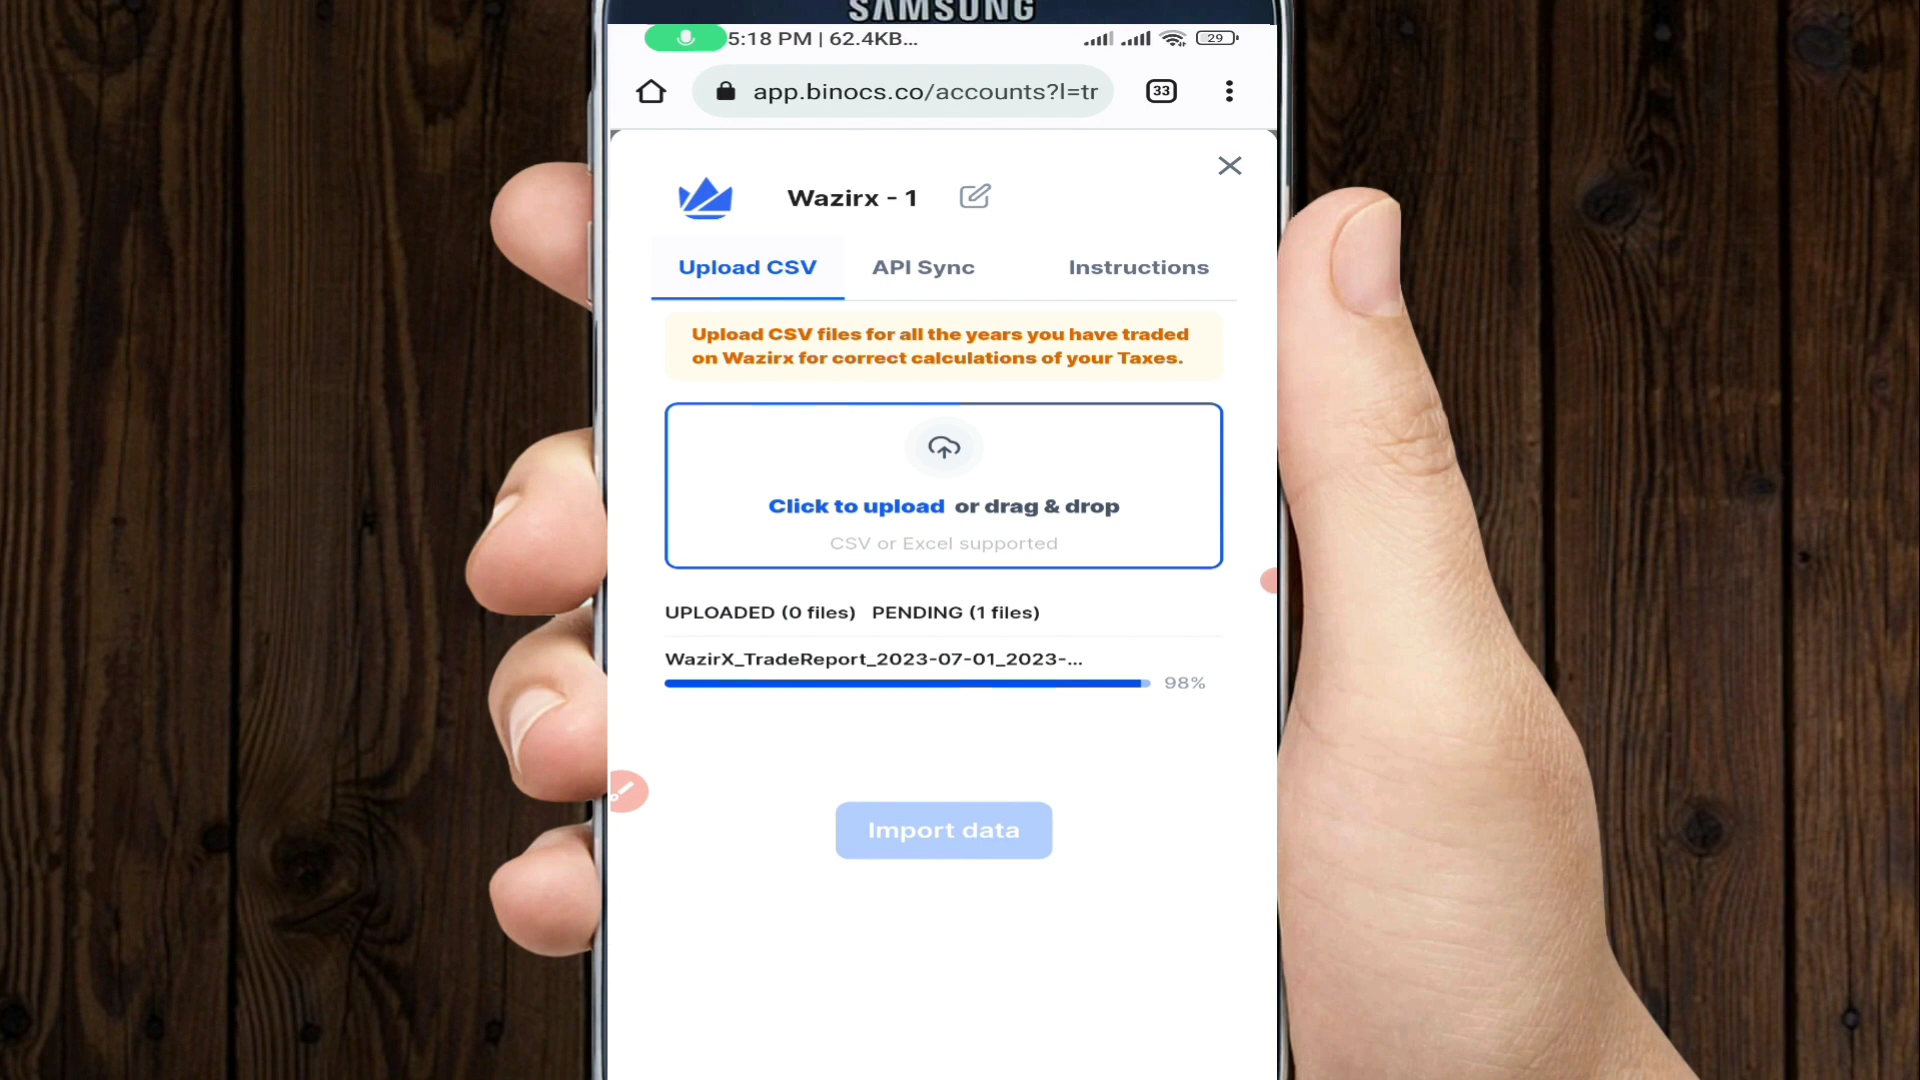 SAMSUNG
5:18 PM | 62.4KB...
29
app.binocs.co/accounts?l=tr
33
Wazirx - 1
Upload CSV
API Sync
Instructions
Upload CSV files for all the years you have traded
on Wazirx for correct calculations of your Taxes.
Click to upload or drag & drop
CSV or Excel supported
UPLOADED (0 files) PENDING (1 files)
WazirX_TradeReport_2023-07-01_2023-...
98%
Import data